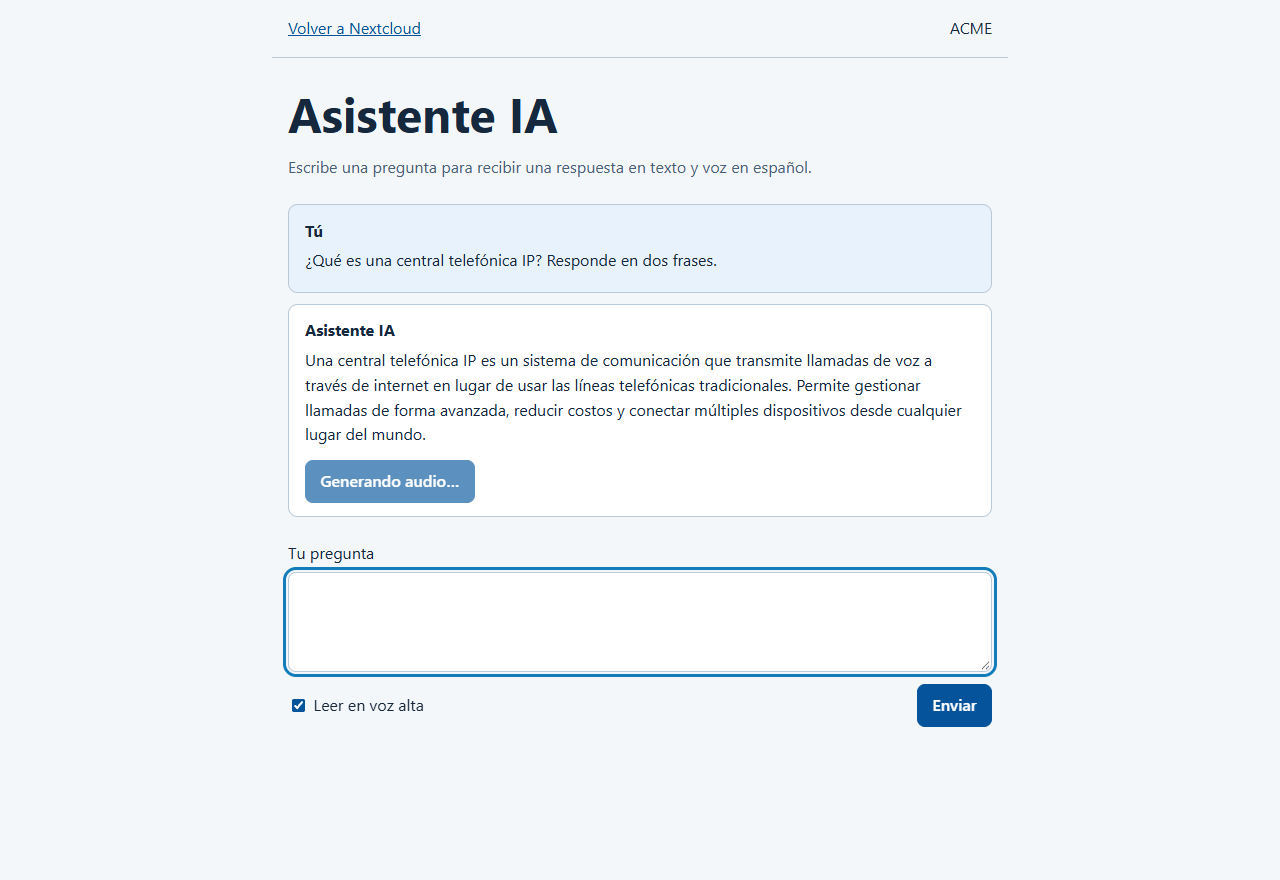 Volver a Nextcloud
ACME
Asistente IA
Escribe una pregunta para recibir una respuesta en texto y voz en español.
Tú
¿Qué es una central telefónica IP? Responde en dos frases.
Asistente IA
Una central telefónica IP es un sistema de comunicación que transmite llamadas de voz a
través de internet en lugar de usar las líneas telefónicas tradicionales. Permite gestionar
llamadas de forma avanzada, reducir costos y conectar múltiples dispositivos desde cualquier
lugar del mundo.
Generando audio...
Tu pregunta
Leer en voz alta
Enviar